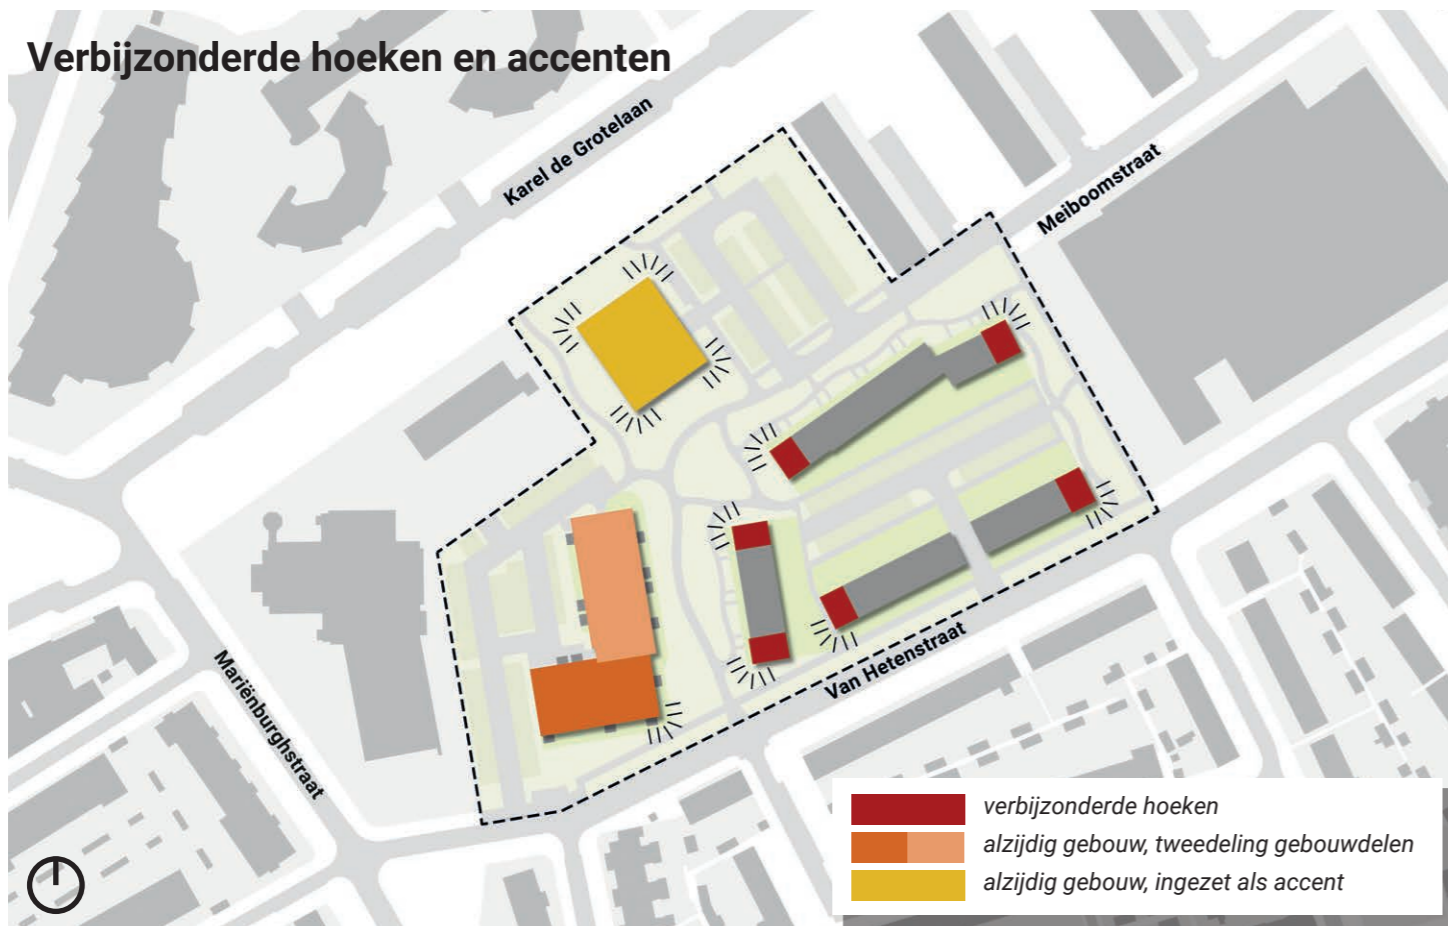 Verbijzonderde hoeken en accenten
Karel de Grotelaan
Meiboomstraat
Van Hetenstraat
Mariënburghstraat
verbijzonderde hoeken
alzijdig gebouw, tweedeling gebouwdelen
alzijdig gebouw, ingezet als accent